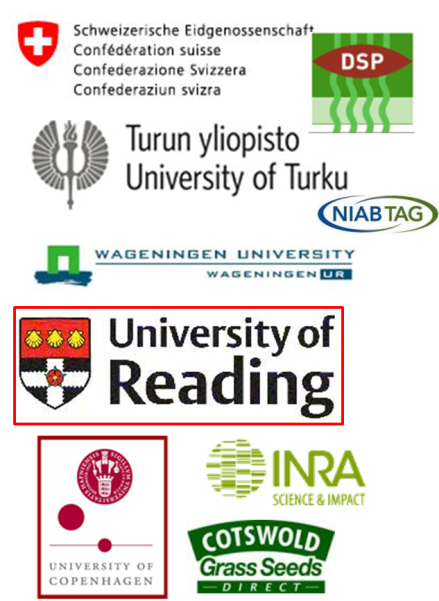 Schweizerische Eidgenossenschaft
Confédération suisse
Confederazione Svizzera
Confederaziun svizra
DSP
Turun yliopisto
University of Turku
NIAB TAG
WAGENINGEN UNIVERSITY
WAGENINGEN UR
University of
Reading
UNIVERSITY OF
COPENHAGEN
INRA
SCIENCE & IMPACT
COTSWOLD
Grass Seeds
DIRECT